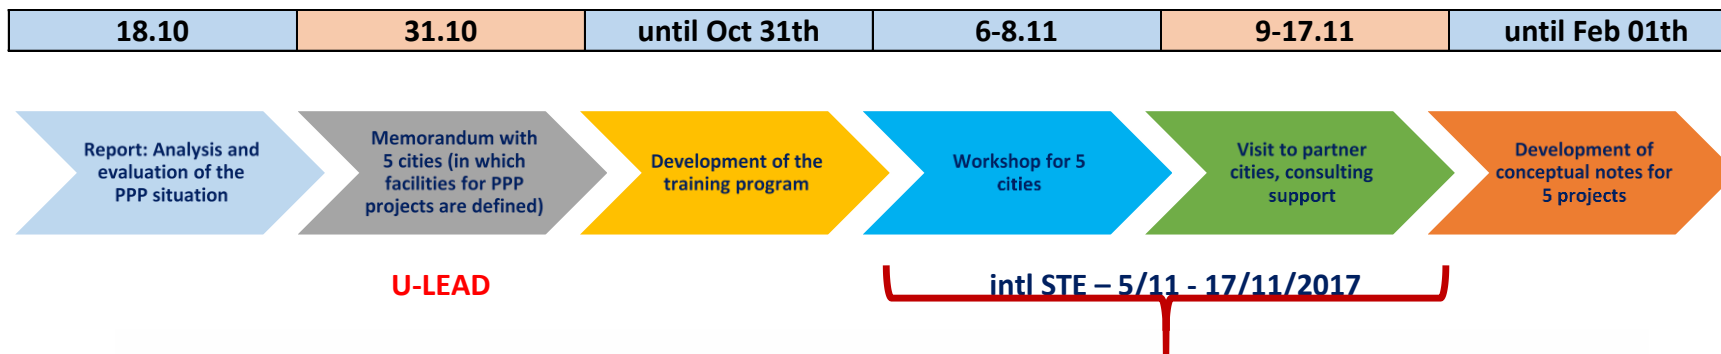 18.10 31.10 until Oct 31th 6-8.11 9-17.11 until Feb 01th
Report: Analysis and
evaluation of the
PPP situation
Memorandum with
5 cities (in which
facilities for PPP
projects are defined)
Development of the
training program
Workshop for 5
cities
Visit to partner
cities, consulting
support
Development of
conceptual notes for
5 projects
U-LEAD
intl STE – 5/11 - 17/11/2017